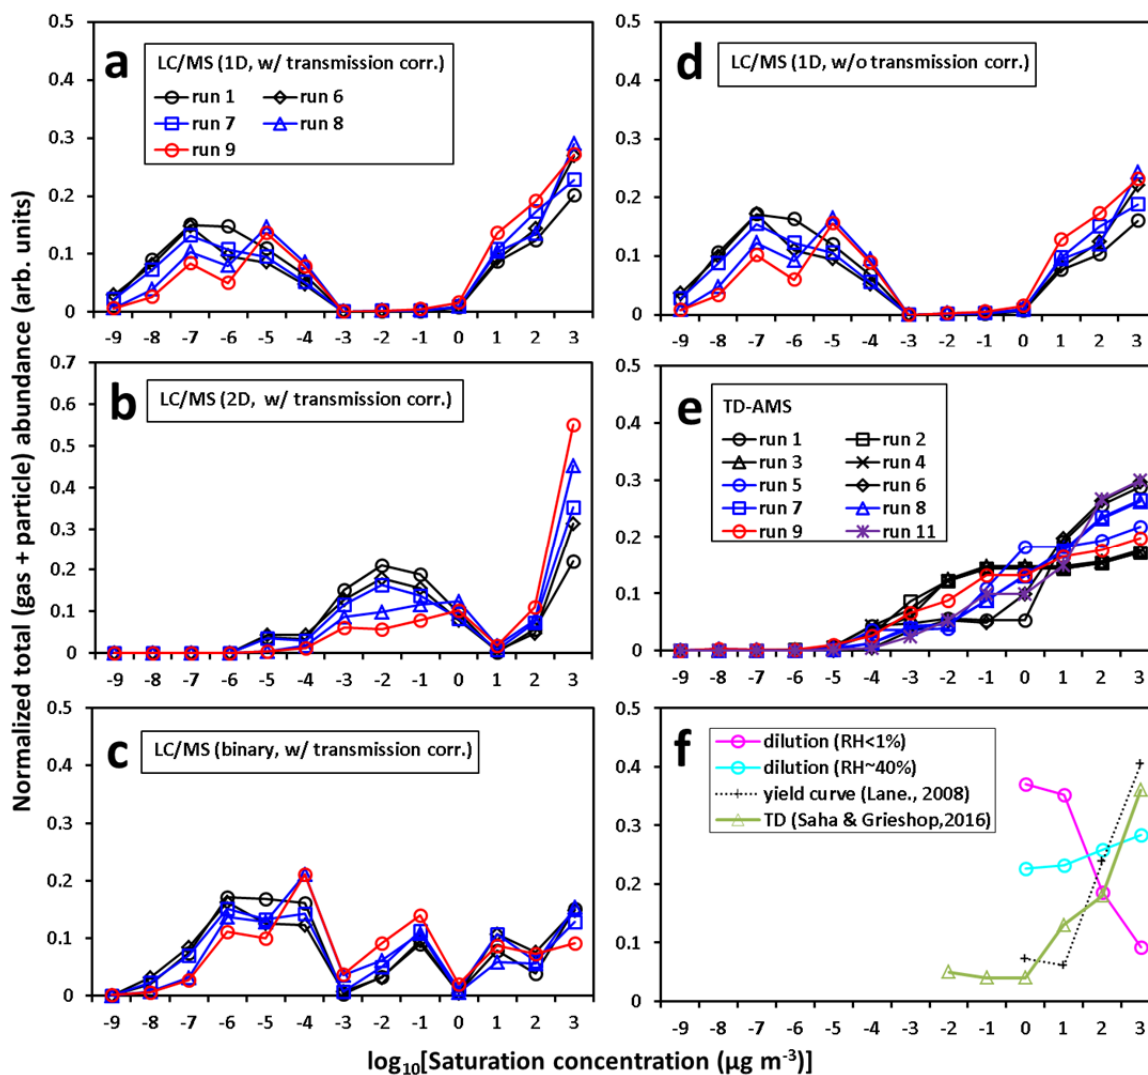 Normalized total (gas + particle) abundance (arb. units)
a
LC/MS (1D, w/ transmission corr.)
run 1 run 6
run 7 run 8
run 9
0.5
0.4
0.3
0.2
0.1
0
-9 -8 -7 -6 -5 -4 -3 -2 -1 0 1 2 3
b
LC/MS (2D, w/ transmission corr.)
0.7
0.6
0.5
0.4
0.3
0.2
0.1
0
-9 -8 -7 -6 -5 -4 -3 -2 -1 0 1 2 3
c
LC/MS (binary, w/ transmission corr.)
0.5
0.4
0.3
0.2
0.1
0
-9 -8 -7 -6 -5 -4 -3 -2 -1 0 1 2 3
d
LC/MS (1D, w/o transmission corr.)
0.5
0.4
0.3
0.2
0.1
0
-9 -8 -7 -6 -5 -4 -3 -2 -1 0 1 2 3
e
TD-AMS
run 1 run 2
run 3 run 4
run 5 run 6
run 7 run 8
run 9 run 11
0.5
0.4
0.3
0.2
0.1
0
-9 -8 -7 -6 -5 -4 -3 -2 -1 0 1 2 3
f
dilution (RH<1%)
dilution (RH~40%)
yield curve (Lane., 2008)
TD (Saha & Grieshop,2016)
0.5
0.4
0.3
0.2
0.1
0
-9 -8 -7 -6 -5 -4 -3 -2 -1 0 1 2 3
log₁₀[Saturation concentration (µg m⁻³)]